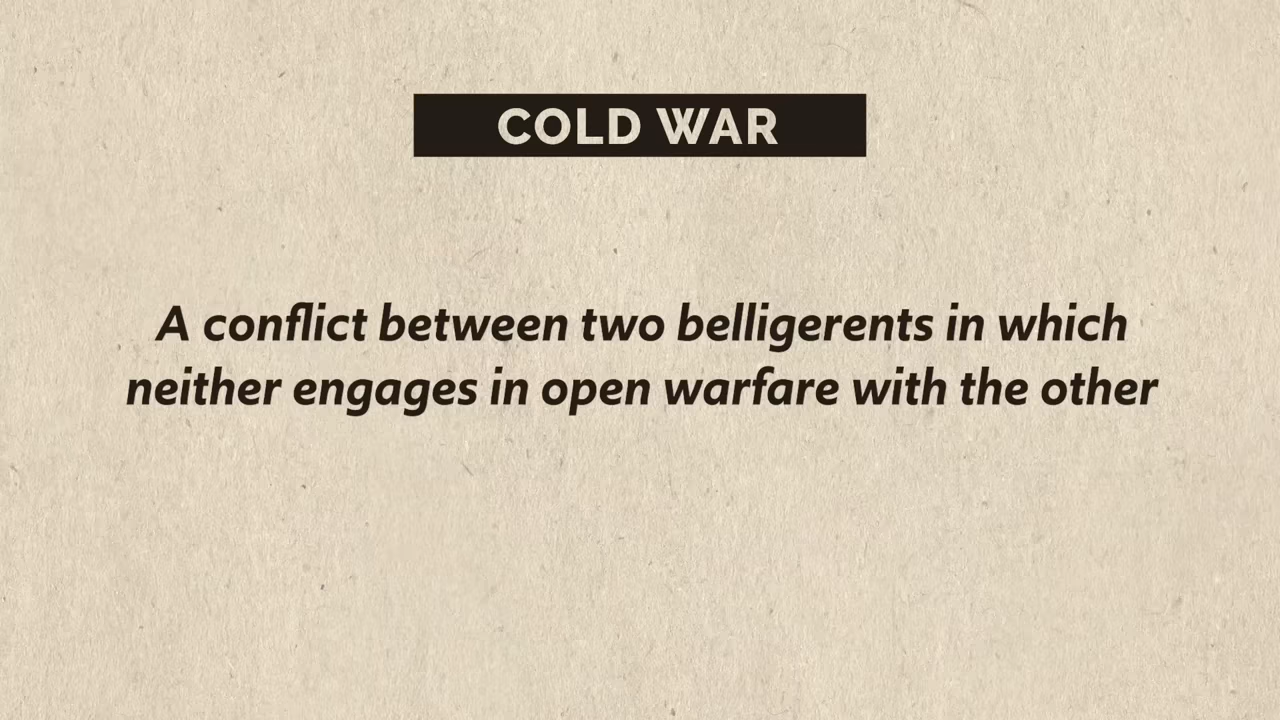 COLD WAR
A conflict between two belligerents in which
neither engages in open warfare with the other